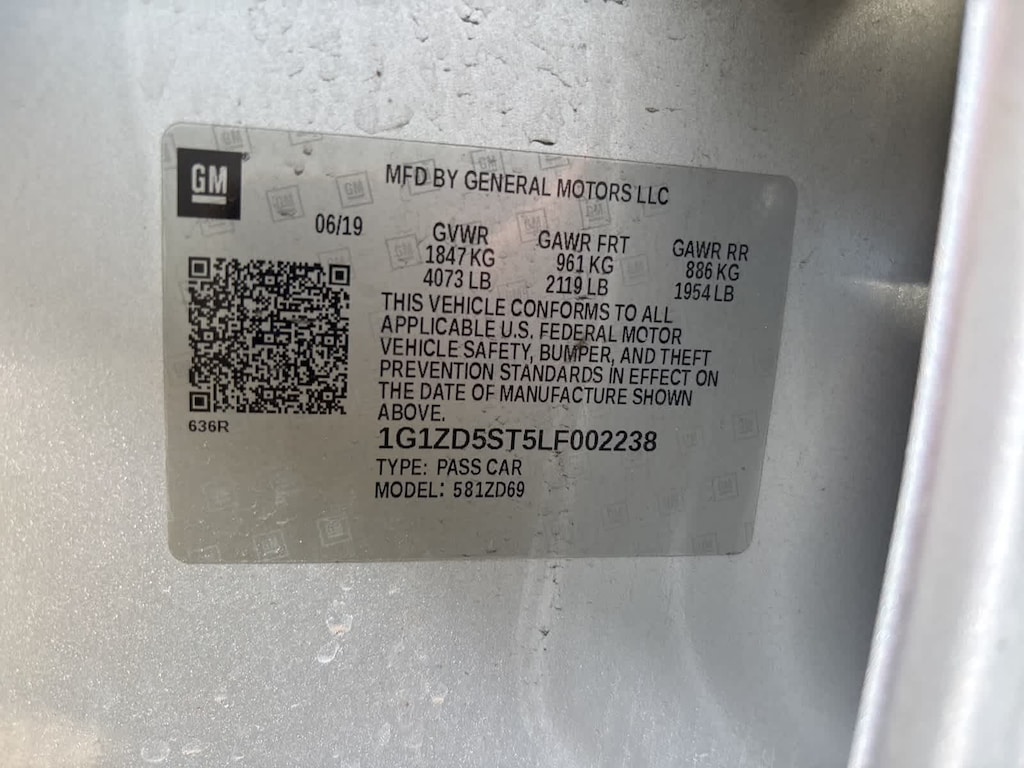 GM
MFD BY GENERAL MOTORS LLC
06/19
GVWR GAWR FRT GAWR RR
1847 KG 961 KG 886 KG
4073 LB 2119 LB 1954 LB
THIS VEHICLE CONFORMS TO ALL
APPLICABLE U.S. FEDERAL MOTOR
VEHICLE SAFETY, BUMPER, AND THEFT
PREVENTION STANDARDS IN EFFECT ON
THE DATE OF MANUFACTURE SHOWN
ABOVE.
636R
1G1ZD5ST5LF002238
TYPE: PASS CAR
MODEL: 581ZD69